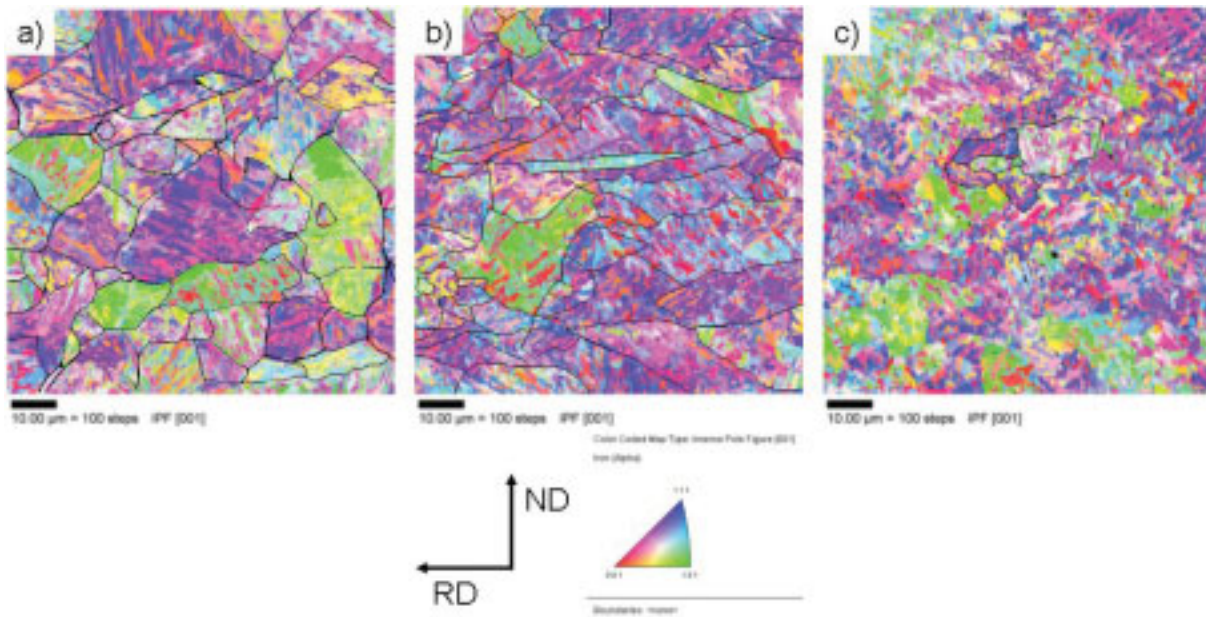 a)
b)
c)
10.00 µm = 100 steps IPF [001]
10.00 µm = 100 steps IPF [001]
10.00 µm = 100 steps IPF [001]
Color Coded Map Type: Inverse Pole Figure [001]
Iron (Alpha)
ND
RD
111
001
101
Boundaries: <none>